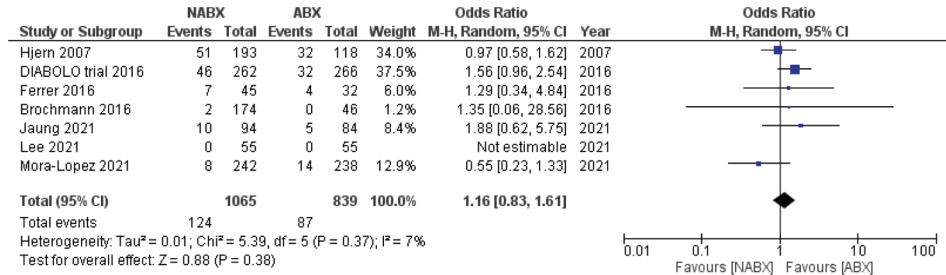 NABX ABX Odds Ratio Odds Ratio
Study or Subgroup Events Total Events Total Weight M-H, Random, 95% CI Year M-H, Random, 95% CI
Hjern 2007 51 193 32 118 34.0% 0.97 [0.58, 1.62] 2007
DIABOLO trial 2016 46 262 32 266 37.5% 1.56 [0.96, 2.54] 2016
Ferrer 2016 7 45 4 32 6.0% 1.29 [0.34, 4.84] 2016
Brochmann 2016 2 174 0 46 1.2% 1.35 [0.06, 28.56] 2016
Jaung 2021 10 94 5 84 8.4% 1.88 [0.62, 5.75] 2021
Lee 2021 0 55 0 55 Not estimable 2021
Mora-Lopez 2021 8 242 14 238 12.9% 0.55 [0.23, 1.33] 2021
Total (95% CI) 1065 839 100.0% 1.16 [0.83, 1.61]
Total events 124 87
Heterogeneity: Tau² = 0.01; Chi² = 5.39, df = 5 (P = 0.37); I² = 7%
Test for overall effect: Z = 0.88 (P = 0.38)
0.01 0.1 1 10 100
Favours [NABX] Favours [ABX]